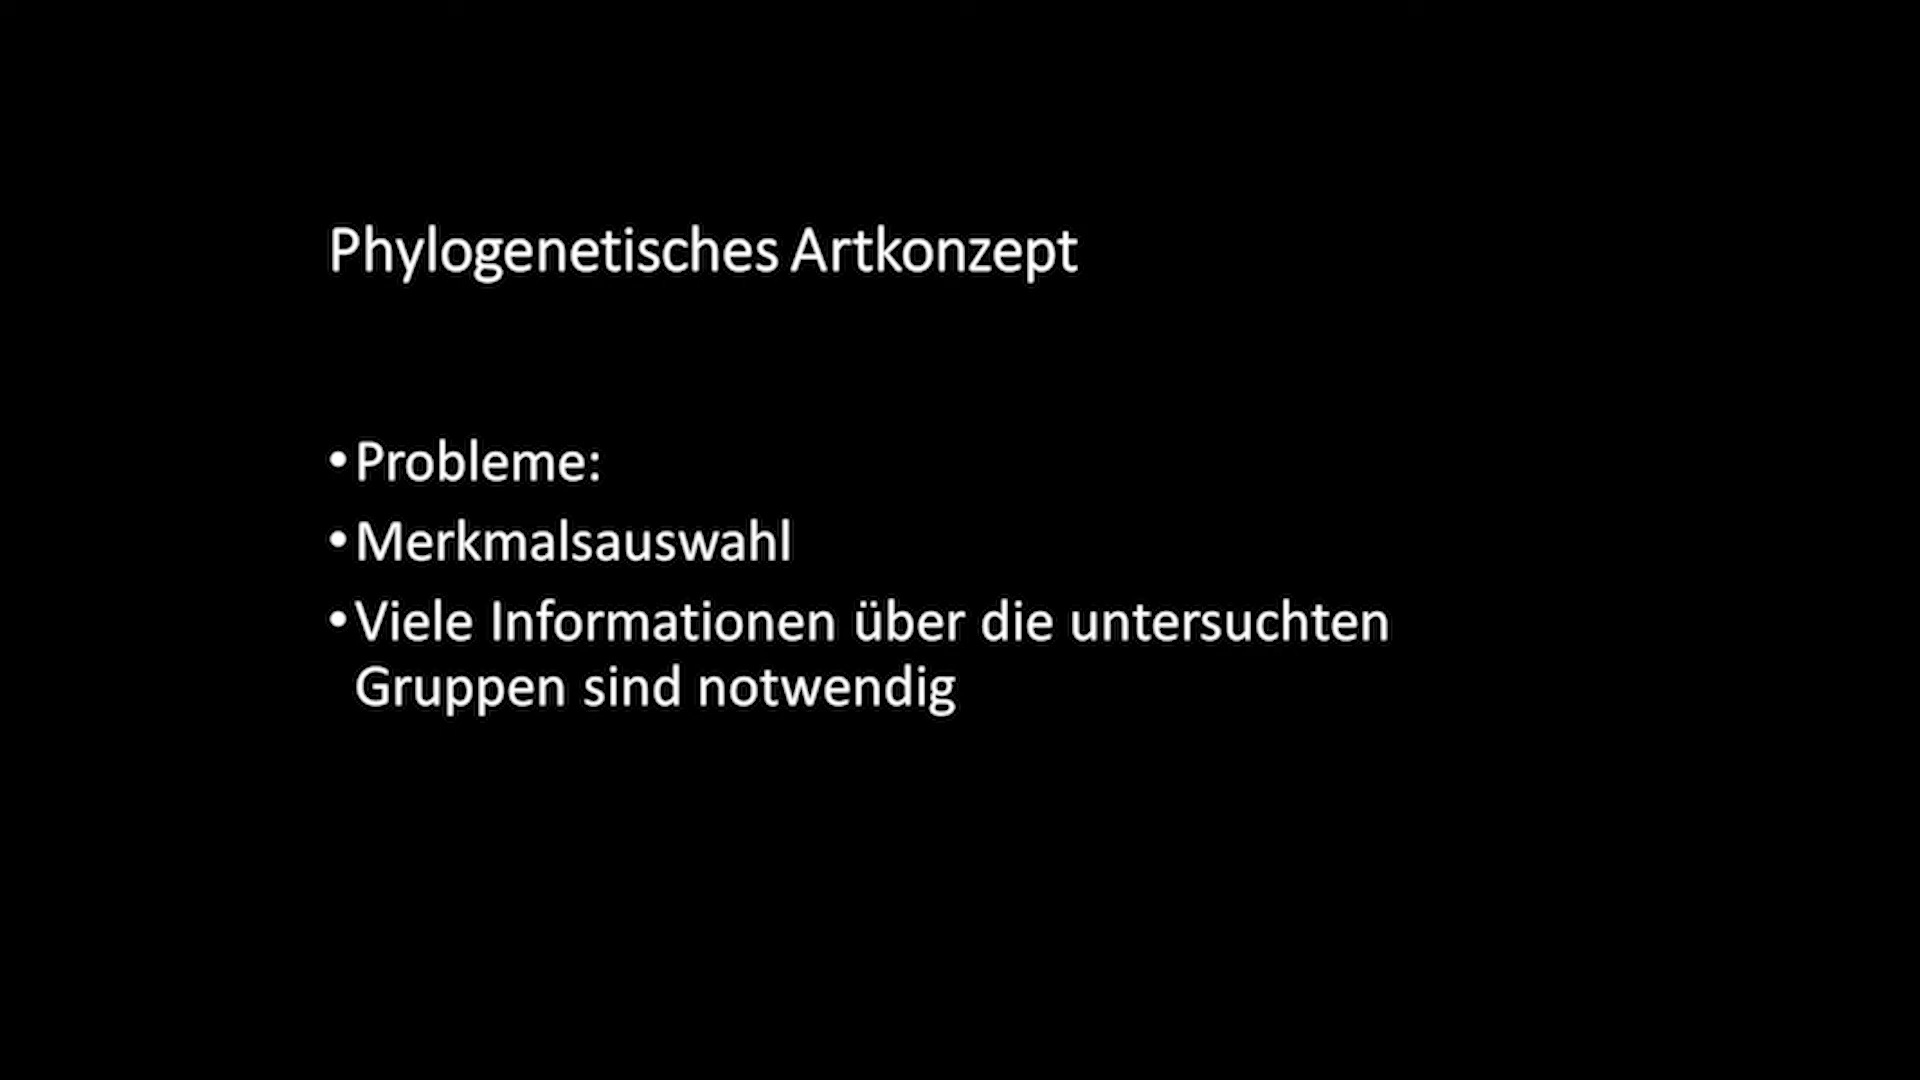 Phylogenetisches Artkonzept
• Probleme:
• Merkmalsauswahl
• Viele Informationen über die untersuchten
Gruppen sind notwendig